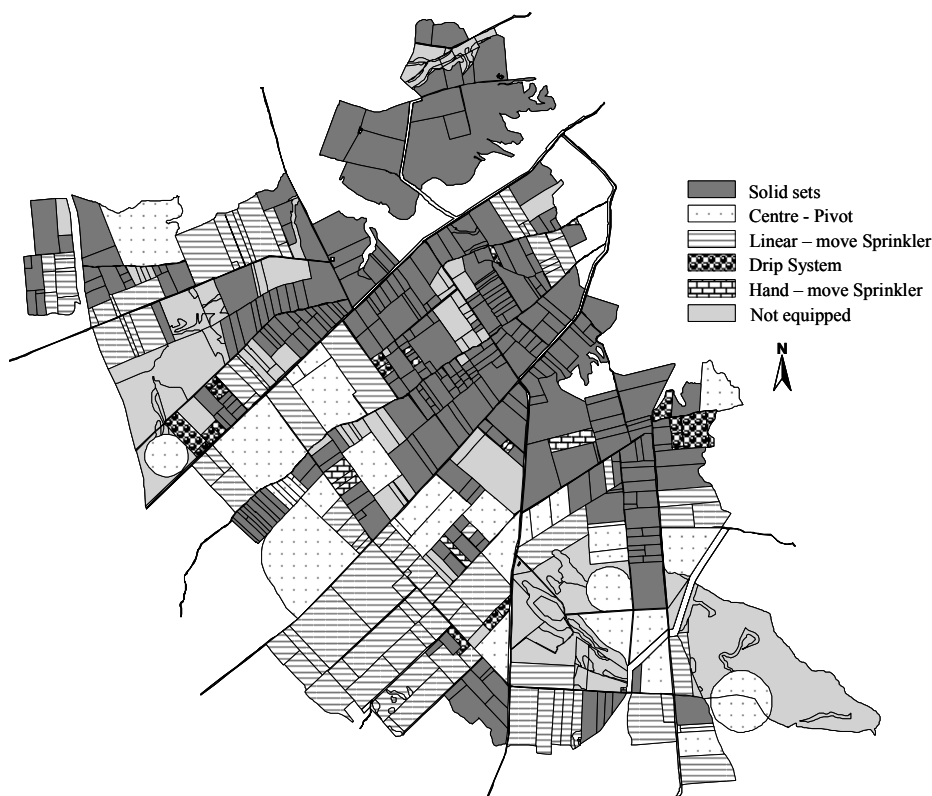 Solid sets
Centre - Pivot
Linear – move Sprinkler
Drip System
Hand – move Sprinkler
Not equipped
N